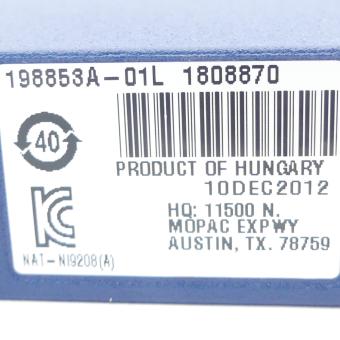 198853A-01L 1808870
40
PRODUCT OF HUNGARY
10DEC2012
HQ: 11500 N.
MOPAC EXPWY
AUSTIN, TX. 78759
NAT-NI9208(A)